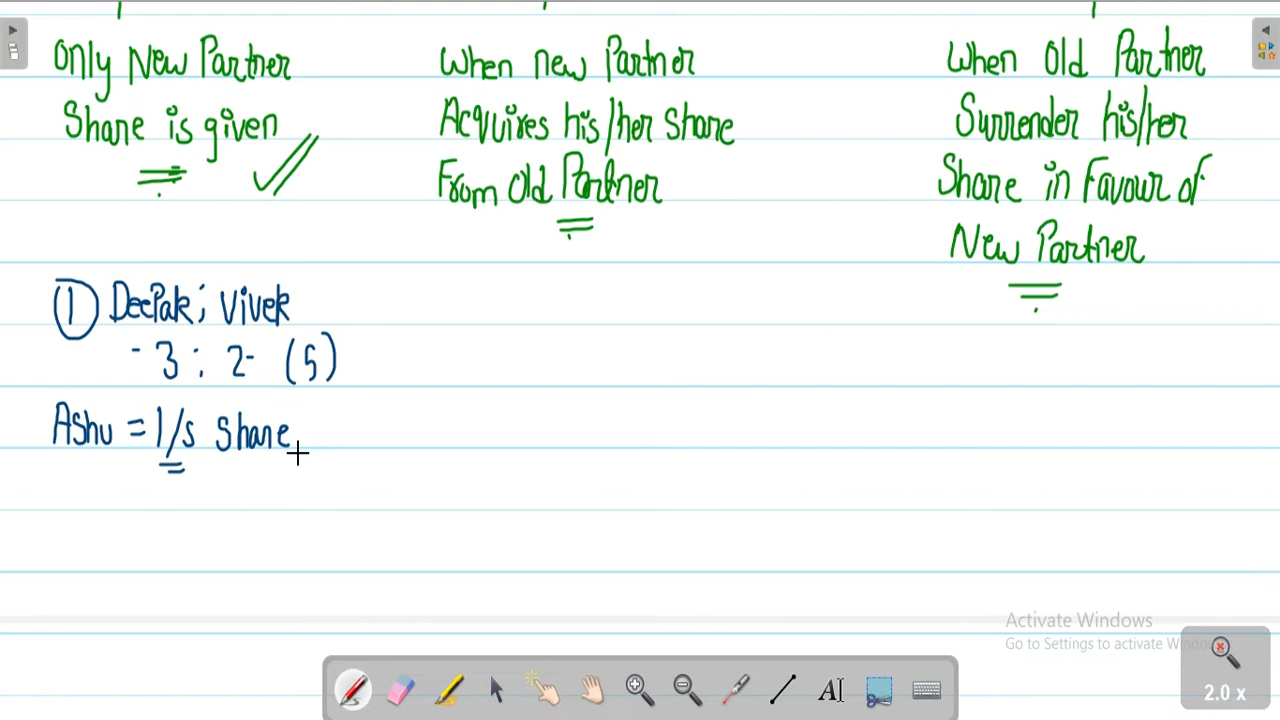 Only New Partner
Share is given
When new Partner
Acquires his/her share
From Old Partner
When Old Partner
Surrender his/her
Share in Favour of
New Partner
① Deepak; Vivek
3 : 2 (5)
Ashu = 1/5 Share
Activate Windows
Go to Settings to activate Windows.
AI
2.0 x